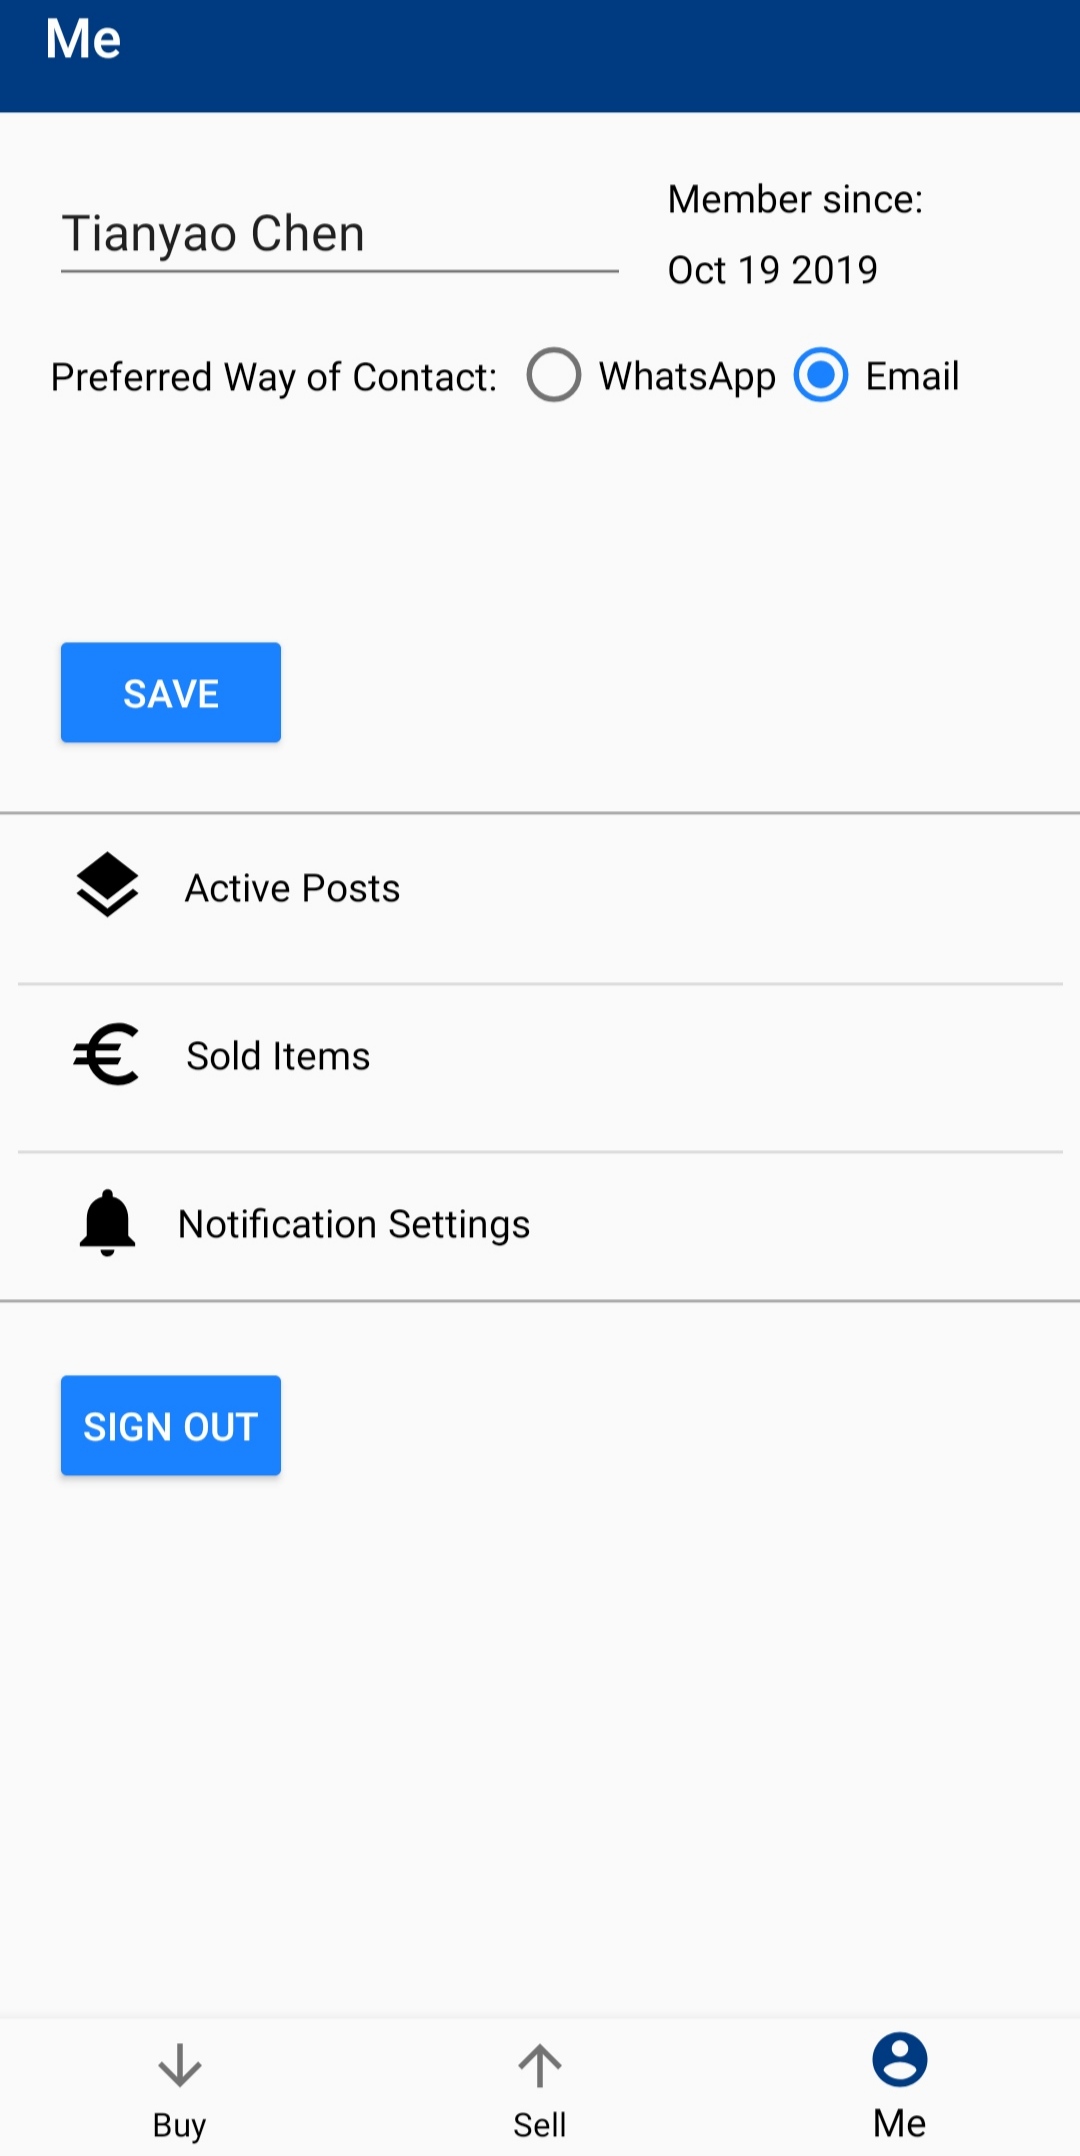 Me
Tianyao Chen
Member since:
Oct 19 2019
Preferred Way of Contact: WhatsApp Email
SAVE
Active Posts
Sold Items
Notification Settings
SIGN OUT
Buy Sell Me